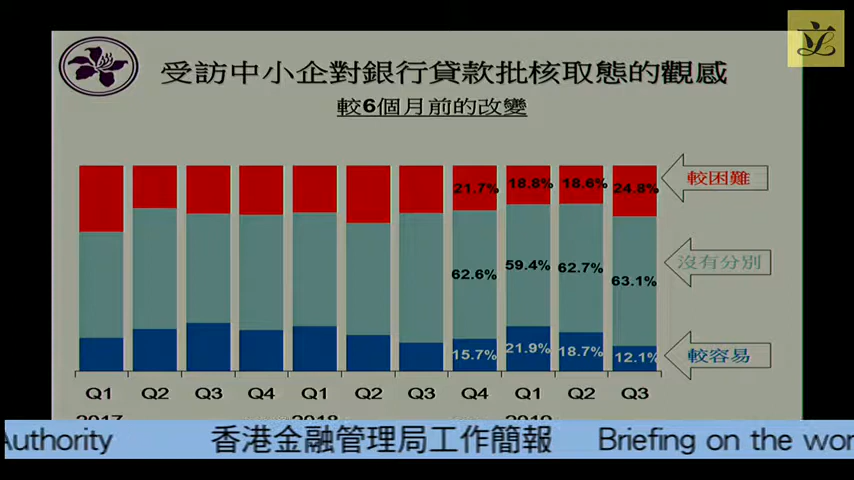 受訪中小企對銀行貸款批核取態的觀感
較6個月前的改變
21.7% 18.8% 18.6% 24.8% 較困難
62.6% 59.4% 62.7% 63.1% 沒有分別
15.7% 21.9% 18.7% 12.1% 較容易
Q1 Q2 Q3 Q4 Q1 Q2 Q3 Q4 Q1 Q2 Q3
2017 2018 2019
Authority 香港金融管理局工作簡報 Briefing on the wor